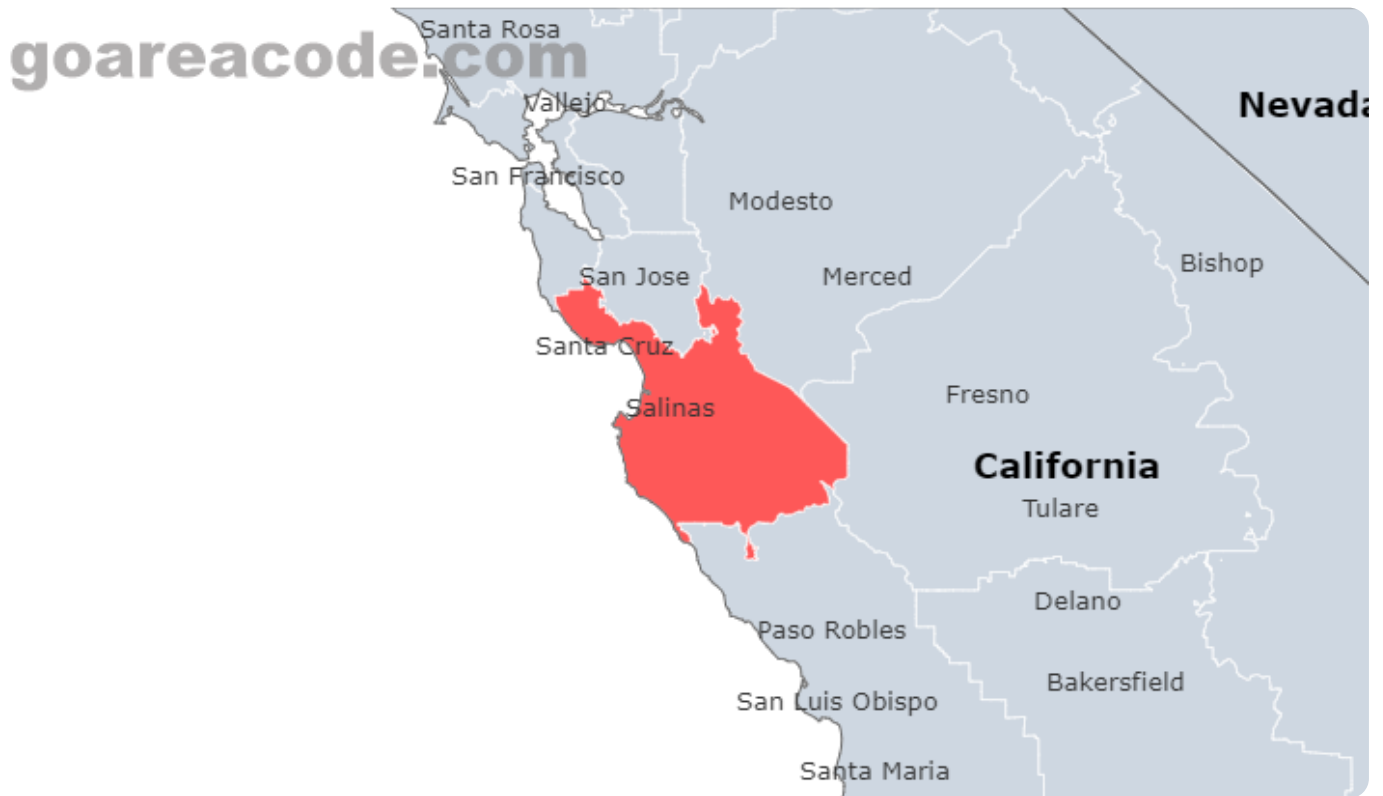 Santa Rosa
goareacode.com
Vallejo
Nevada
San Francisco
Modesto
San Jose
Merced
Bishop
Santa Cruz
Salinas
Fresno
California
Tulare
Delano
Paso Robles
Bakersfield
San Luis Obispo
Santa Maria